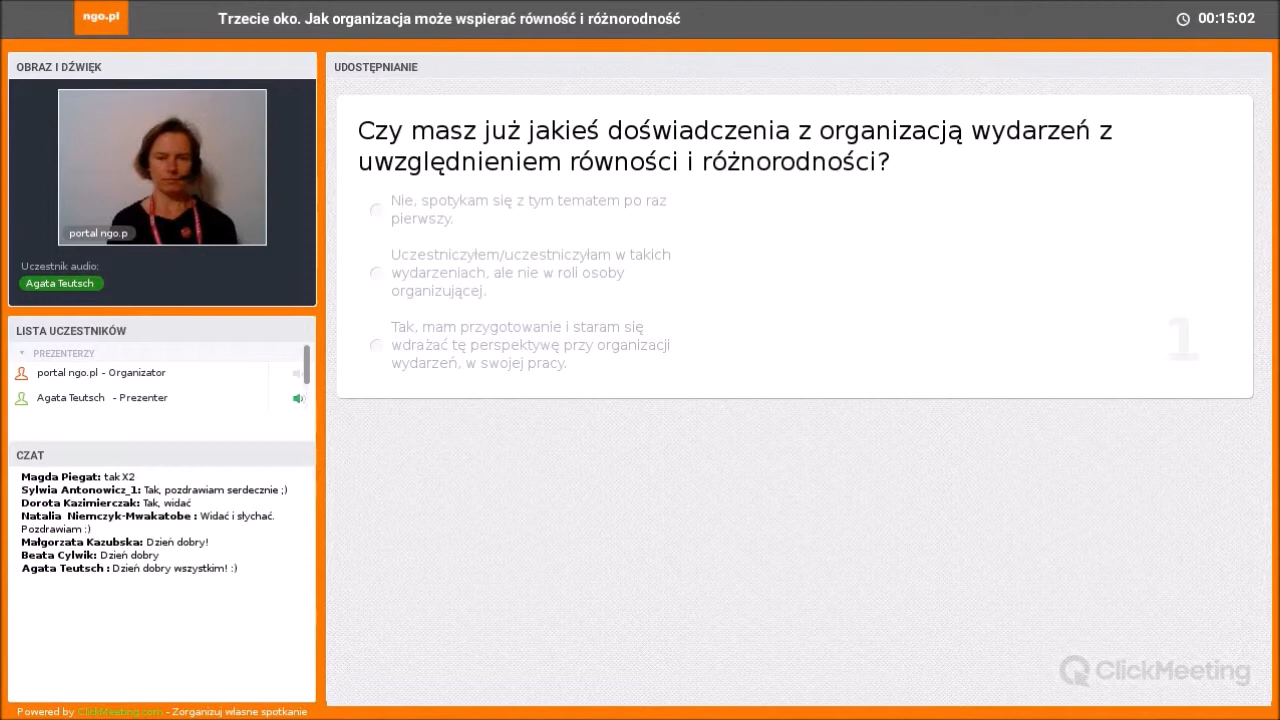 ngo.pl
Trzecie oko. Jak organizacja może wspierać równość i różnorodność
00:15:02
OBRAZ I DŹWIĘK
portal ngo.p
Uczestnik audio:
Agata Teutsch
LISTA UCZESTNIKÓW
PREZENTERZY
portal ngo.pl - Organizator
Agata Teutsch - Prezenter
CZAT
Magda Piegat: tak X2
Sylwia Antonowicz_1: Tak, pozdrawiam serdecznie ;)
Dorota Kazimierczak: Tak, widać
Natalia Niemczyk-Mwakatobe : Widać i słychać.
Pozdrawiam :)
Małgorzata Kazubska: Dzień dobry!
Beata Cylwik: Dzień dobry
Agata Teutsch : Dzień dobry wszystkim! :)
Powered by ClickMeeting.com - Zorganizuj własne spotkanie
UDOSTĘPNIANIE
Czy masz już jakieś doświadczenia z organizacją wydarzeń z
uwzględnieniem równości i różnorodności?
Nie, spotykam się z tym tematem po raz
pierwszy.
Uczestniczyłem/uczestniczyłam w takich
wydarzeniach, ale nie w roli osoby
organizującej.
Tak, mam przygotowanie i staram się
wdrażać tę perspektywę przy organizacji
wydarzeń, w swojej pracy.
1
ClickMeeting